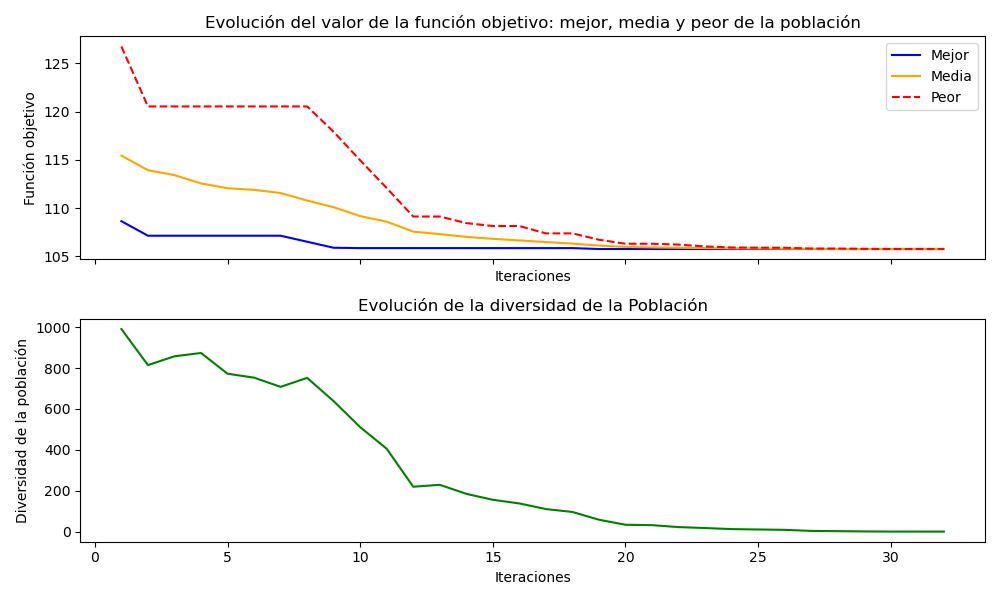 Evolución del valor de la función objetivo: mejor, media y peor de la población
Función objetivo
125
120
115
110
105
Mejor
Media
Peor
Iteraciones
Evolución de la diversidad de la Población
Diversidad de la población
1000
800
600
400
200
0
0 5 10 15 20 25 30
Iteraciones